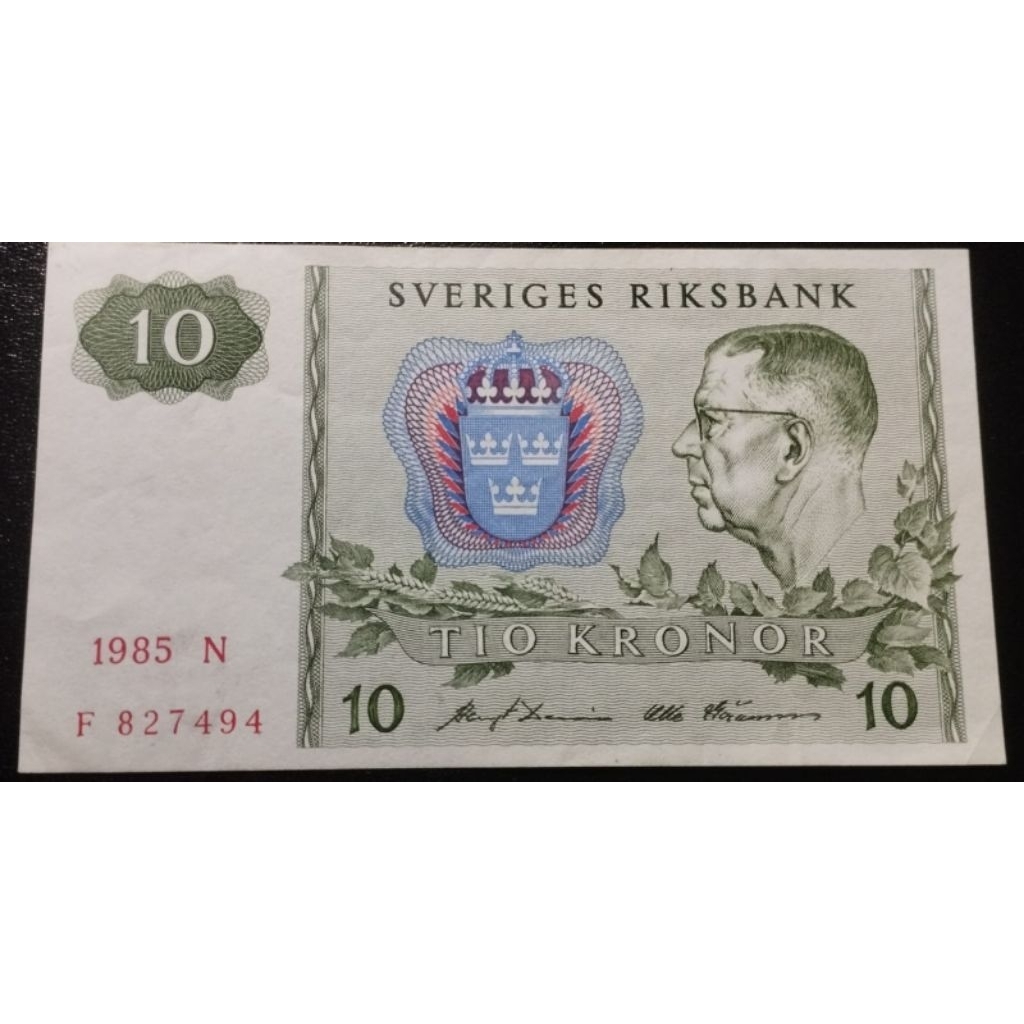 10
SVERIGES RIKSBANK
TIO KRONOR
1985 N
F 827494
10
10